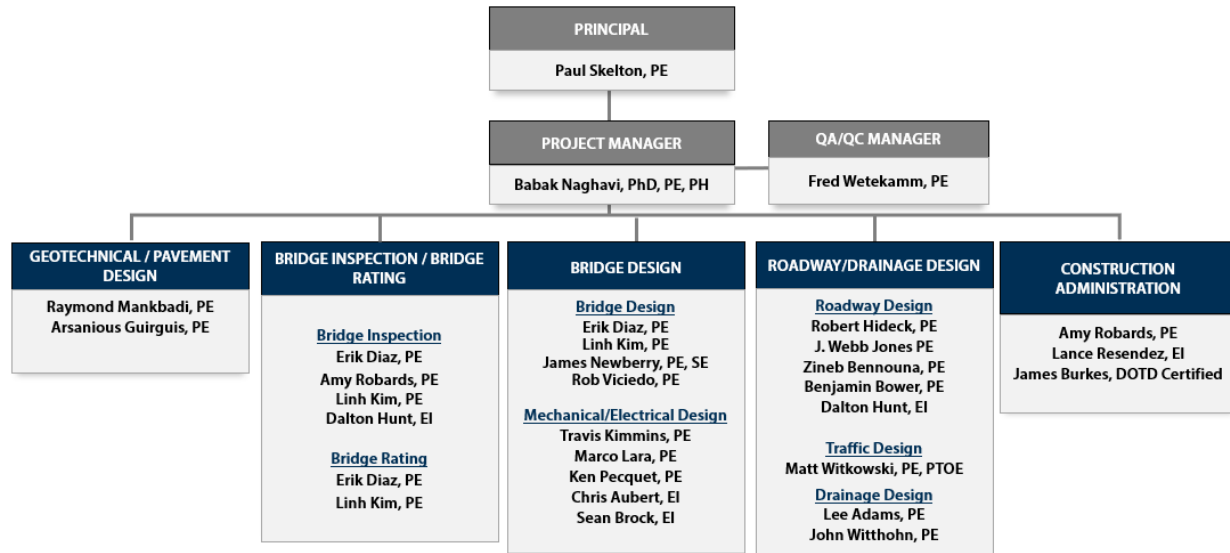 PRINCIPAL
Paul Skelton, PE
PROJECT MANAGER
Babak Naghavi, PhD, PE, PH
QA/QC MANAGER
Fred Wetekamm, PE
GEOTECHNICAL / PAVEMENT
DESIGN
Raymond Mankbadi, PE
Arsanious Guirguis, PE
BRIDGE INSPECTION / BRIDGE
RATING
Bridge Inspection
Erik Diaz, PE
Amy Robards, PE
Linh Kim, PE
Dalton Hunt, EI
Bridge Rating
Erik Diaz, PE
Linh Kim, PE
BRIDGE DESIGN
Bridge Design
Erik Diaz, PE
Linh Kim, PE
James Newberry, PE, SE
Rob Viciedo, PE
Mechanical/Electrical Design
Travis Kimmins, PE
Marco Lara, PE
Ken Pecquet, PE
Chris Aubert, EI
Sean Brock, EI
ROADWAY/DRAINAGE DESIGN
Roadway Design
Robert Hideck, PE
J. Webb Jones PE
Zineb Bennouna, PE
Benjamin Bower, PE
Dalton Hunt, EI
Traffic Design
Matt Witkowski, PE, PTOE
Drainage Design
Lee Adams, PE
John Witthohn, PE
CONSTRUCTION
ADMINISTRATION
Amy Robards, PE
Lance Resendez, EI
James Burkes, DOTD Certified